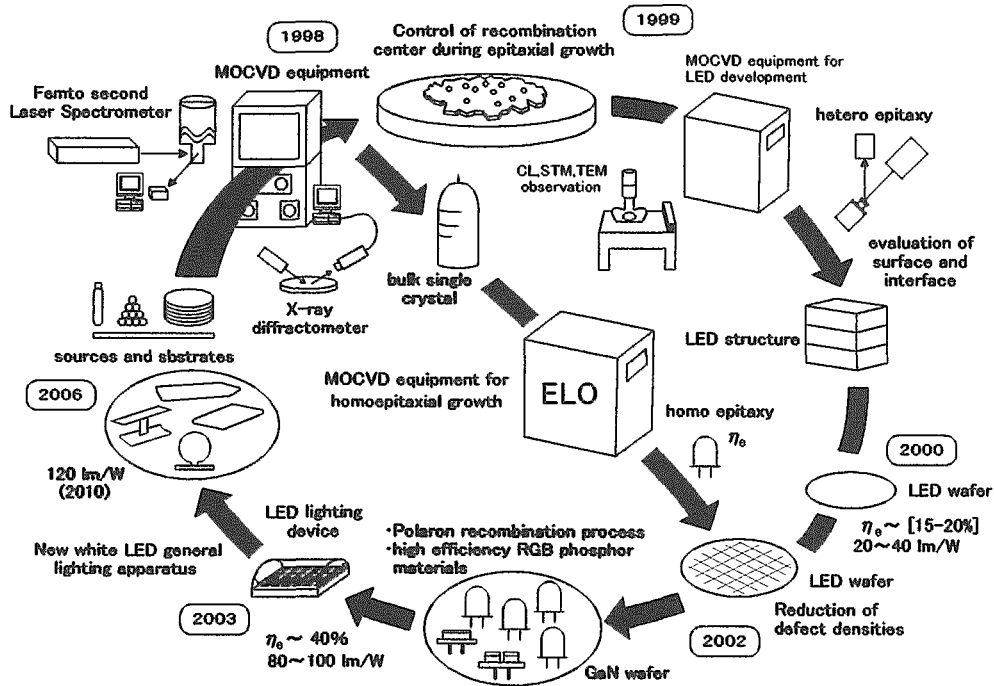 1998
MOCVD equipment
Control of recombination
center during epitaxial growth
1999
MOCVD equipment for
LED development
Femto second
Laser Spectrometer
hetero epitaxy
CL,STM,TEM
observation
evaluation of
surface and
interface
bulk single
crystal
X-ray
diffractometer
sources and sbstrates
LED structure
MOCVD equipment for
homoepitaxial growth
ELO
2006
homo epitaxy
ηe
2000
LED wafer
ηe～ [15-20%]
20～40 lm/W
120 lm/W
(2010)
LED lighting
device
・Polaron recombination process
・high efficiency RGB phosphor
materials
New white LED general
lighting apparatus
LED wafer
Reduction of
defect densities
2003
2002
ηe～ 40%
80～100 lm/W
GaN wafer